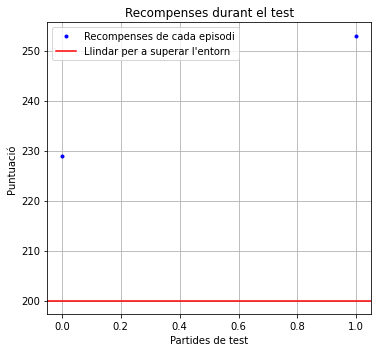 Recompenses durant el test
Recompenses de cada episodi
Llindar per a superar l'entorn
Puntuació
250
240
230
220
210
200
0.0 0.2 0.4 0.6 0.8 1.0
Partides de test